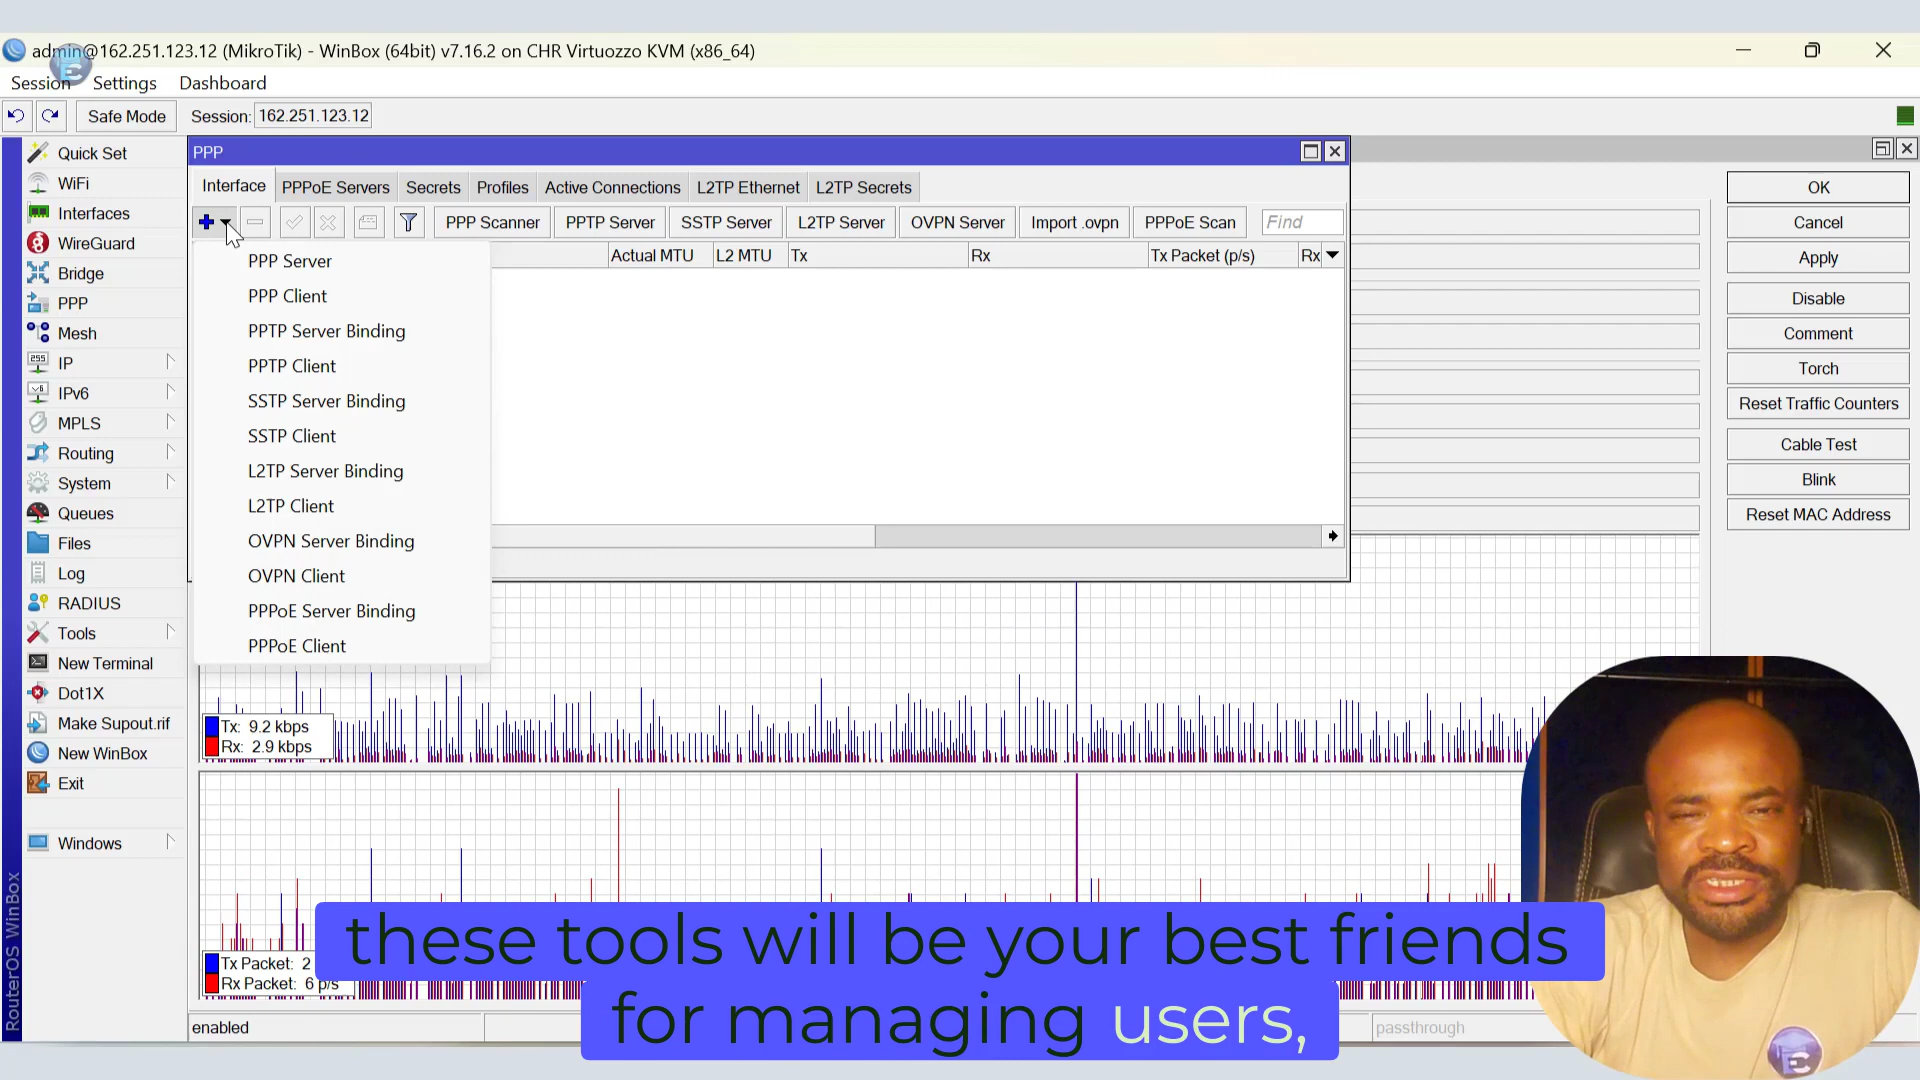 admin@162.251.123.12 (MikroTik) - WinBox (64bit) v7.16.2 on CHR Virtuozzo KVM (x86_64)
Session Settings Dashboard
Safe Mode Session: 162.251.123.12
Quick Set
WiFi
Interfaces
WireGuard
Bridge
PPP
Mesh
IP
IPv6
MPLS
Routing
System
Queues
Files
Log
RADIUS
Tools
New Terminal
Dot1X
Make Supout.rif
New WinBox
Exit
Windows
RouterOS WinBox
PPP
Interface PPPoE Servers Secrets Profiles Active Connections L2TP Ethernet L2TP Secrets
PPP Scanner PPTP Server SSTP Server L2TP Server OVPN Server Import .ovpn PPPoE Scan Find
Actual MTU L2 MTU Tx Rx Tx Packet (p/s) Rx
PPP Server
PPP Client
PPTP Server Binding
PPTP Client
SSTP Server Binding
SSTP Client
L2TP Server Binding
L2TP Client
OVPN Server Binding
OVPN Client
PPPoE Server Binding
PPPoE Client
OK
Cancel
Apply
Disable
Comment
Torch
Reset Traffic Counters
Cable Test
Blink
Reset MAC Address
Tx: 9.2 kbps
Rx: 2.9 kbps
Tx Packet: 2
Rx Packet: 6 p/s
these tools will be your best friends
for managing users,
enabled
passthrough